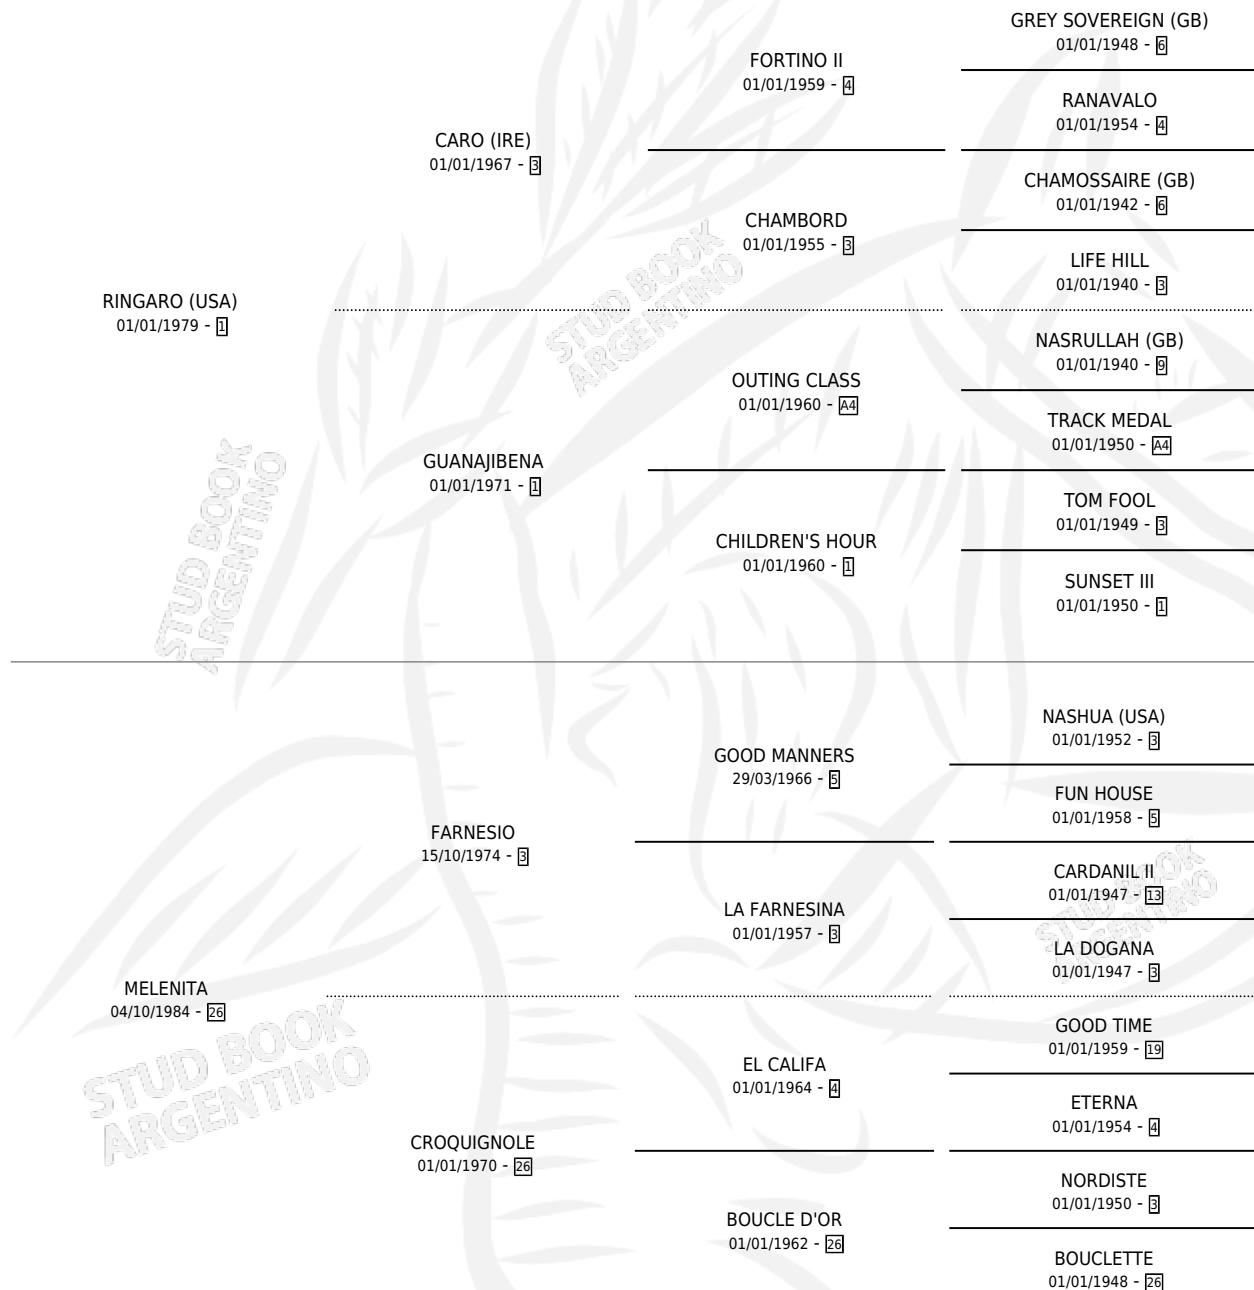 GREY SOVEREIGN (GB)
01/01/1948 - 6
FORTINO II
01/01/1959 - 4
RANAVALO
01/01/1954 - 4
CARO (IRE)
01/01/1967 - 3
CHAMOSSAIRE (GB)
01/01/1942 - 6
CHAMBORD
01/01/1955 - 3
LIFE HILL
01/01/1940 - 3
RINGARO (USA)
01/01/1979 - 1
NASRULLAH (GB)
01/01/1940 - 9
OUTING CLASS
01/01/1960 - A4
TRACK MEDAL
01/01/1950 - A4
GUANAJIBENA
01/01/1971 - 1
TOM FOOL
01/01/1949 - 3
CHILDREN'S HOUR
01/01/1960 - 1
SUNSET III
01/01/1950 - 1
STUD BOOK
ARGENTINO
STUD BOOK
ARGENTINO
NASHUA (USA)
01/01/1952 - 3
GOOD MANNERS
29/03/1966 - 5
FUN HOUSE
01/01/1958 - 5
FARNESIO
15/10/1974 - 3
CARDANIL II
01/01/1947 - 13
LA FARNESINA
01/01/1957 - 3
LA DOGANA
01/01/1947 - 3
STUD BOOK
ARGENTINO
MELENITA
04/10/1984 - 26
GOOD TIME
01/01/1959 - 19
EL CALIFA
01/01/1964 - 4
ETERNA
01/01/1954 - 4
CROQUIGNOLE
01/01/1970 - 26
NORDISTE
01/01/1950 - 3
BOUCLE D'OR
01/01/1962 - 26
BOUCLETTE
01/01/1948 - 26
STUD BOOK
ARGENTINO